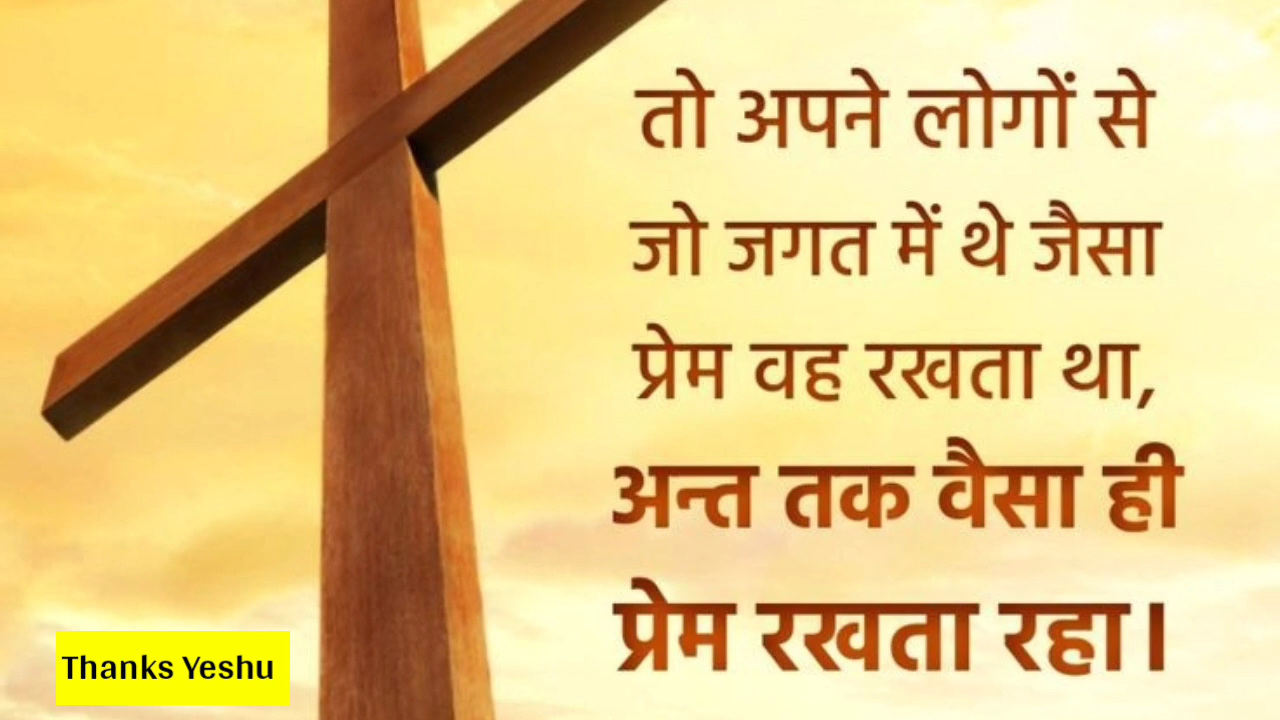 तो अपने लोगों से
जो जगत में थे जैसा
प्रेम वह रखता था,
अन्त तक वैसा ही
प्रेम रखता रहा।
Thanks Yeshu